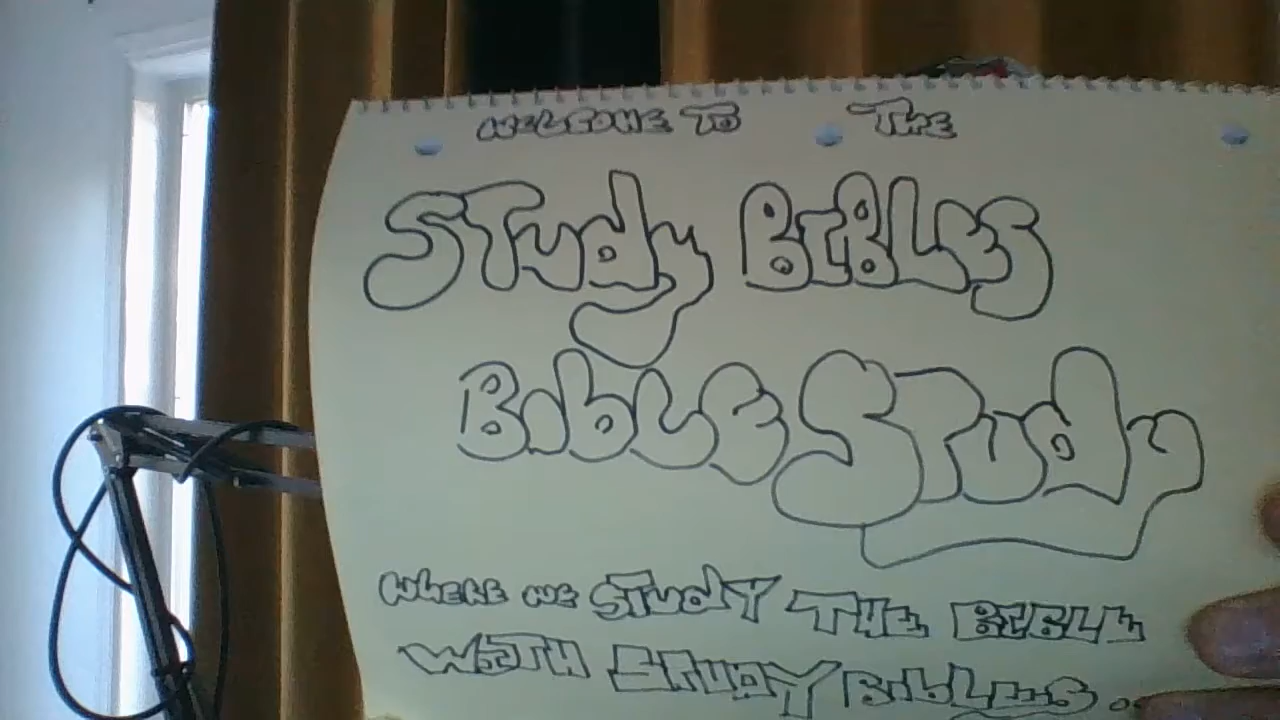 WELCOME TO THE
STudy BIBLES
BibLE STudy
WhERE WE STUdY THE BIBLE
WITH STUDY BibLES.